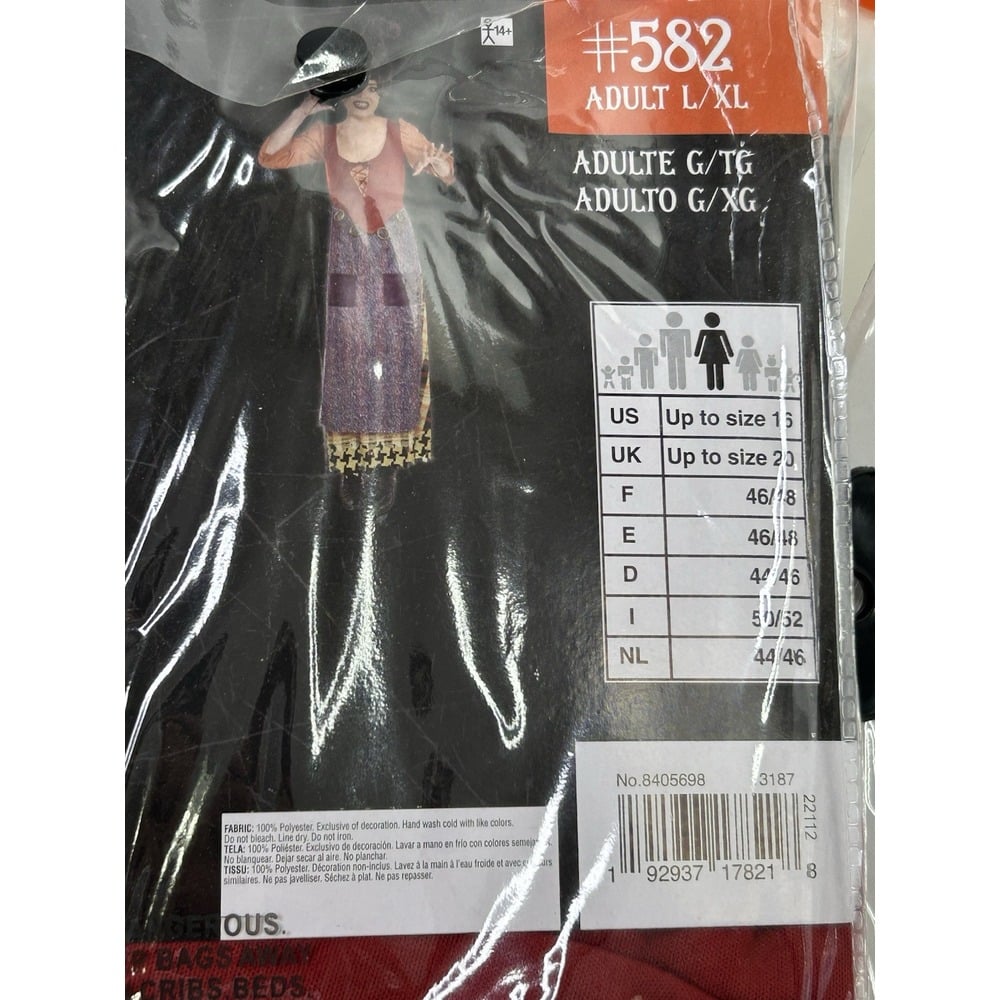 14+
#582
ADULT L/XL
ADULTE G/TG
ADULTO G/XG
US Up to size 16
UK Up to size 20
F 46/48
E 46/48
D 44/46
I 50/52
NL 44/46
No.8405698 3187
22112
1 92937 17821 8
FABRIC: 100% Polyester. Exclusive of decoration. Hand wash cold with like colors.
Do not bleach. Line dry. Do not iron.
TELA: 100% Poliéster. Exclusivo de decoración. Lavar a mano en frío con colores
No blanquear. Dejar secar al aire. No planchar.
TISSU: 100% Polyester. Décoration non-inclus. Lavez à la main à l'eau froide et avec
similaires. Ne pas javelliser. Séchez à plat. Ne pas repasser.
BAGS AWAY
CRIBS, BEDS,